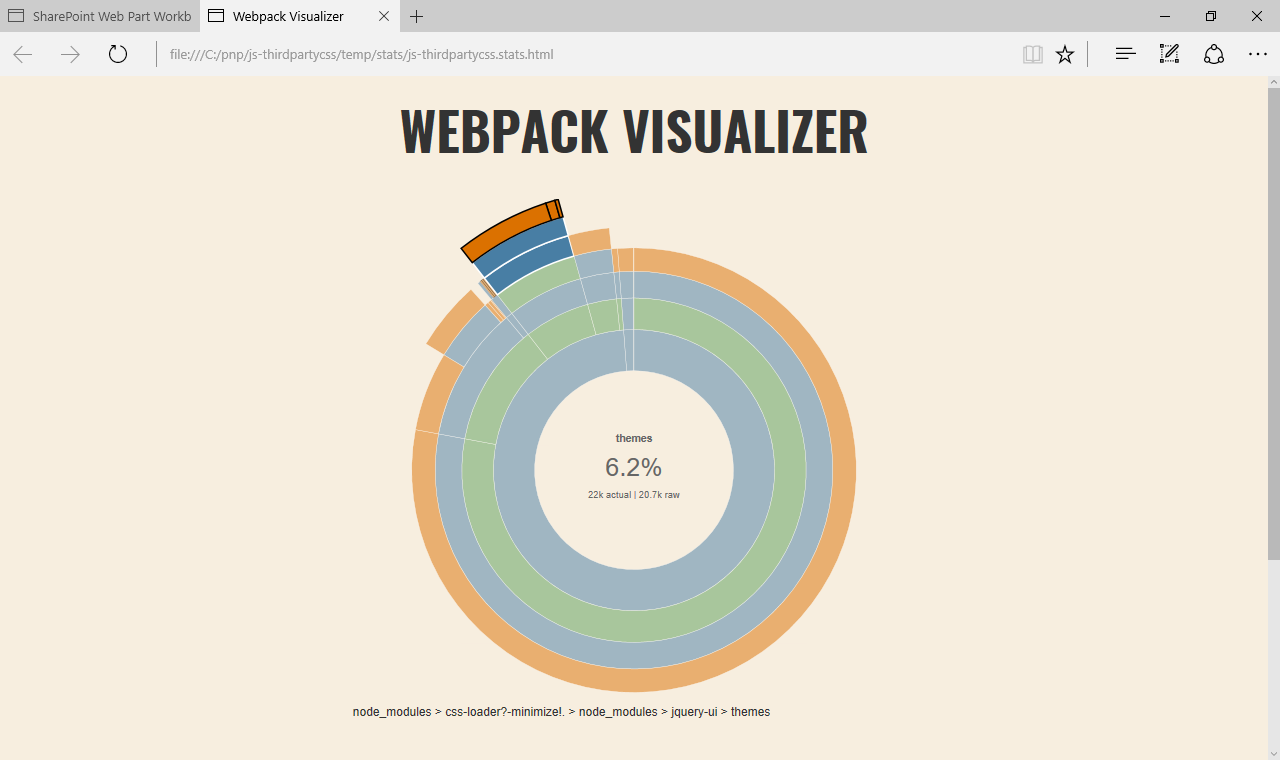 SharePoint Web Part Workb
Webpack Visualizer
file:///C:/pnp/js-thirdpartycss/temp/stats/js-thirdpartycss.stats.html
WEBPACK VISUALIZER
themes
6.2%
22k actual | 20.7k raw
node_modules > css-loader?-minimize!. > node_modules > jquery-ui > themes